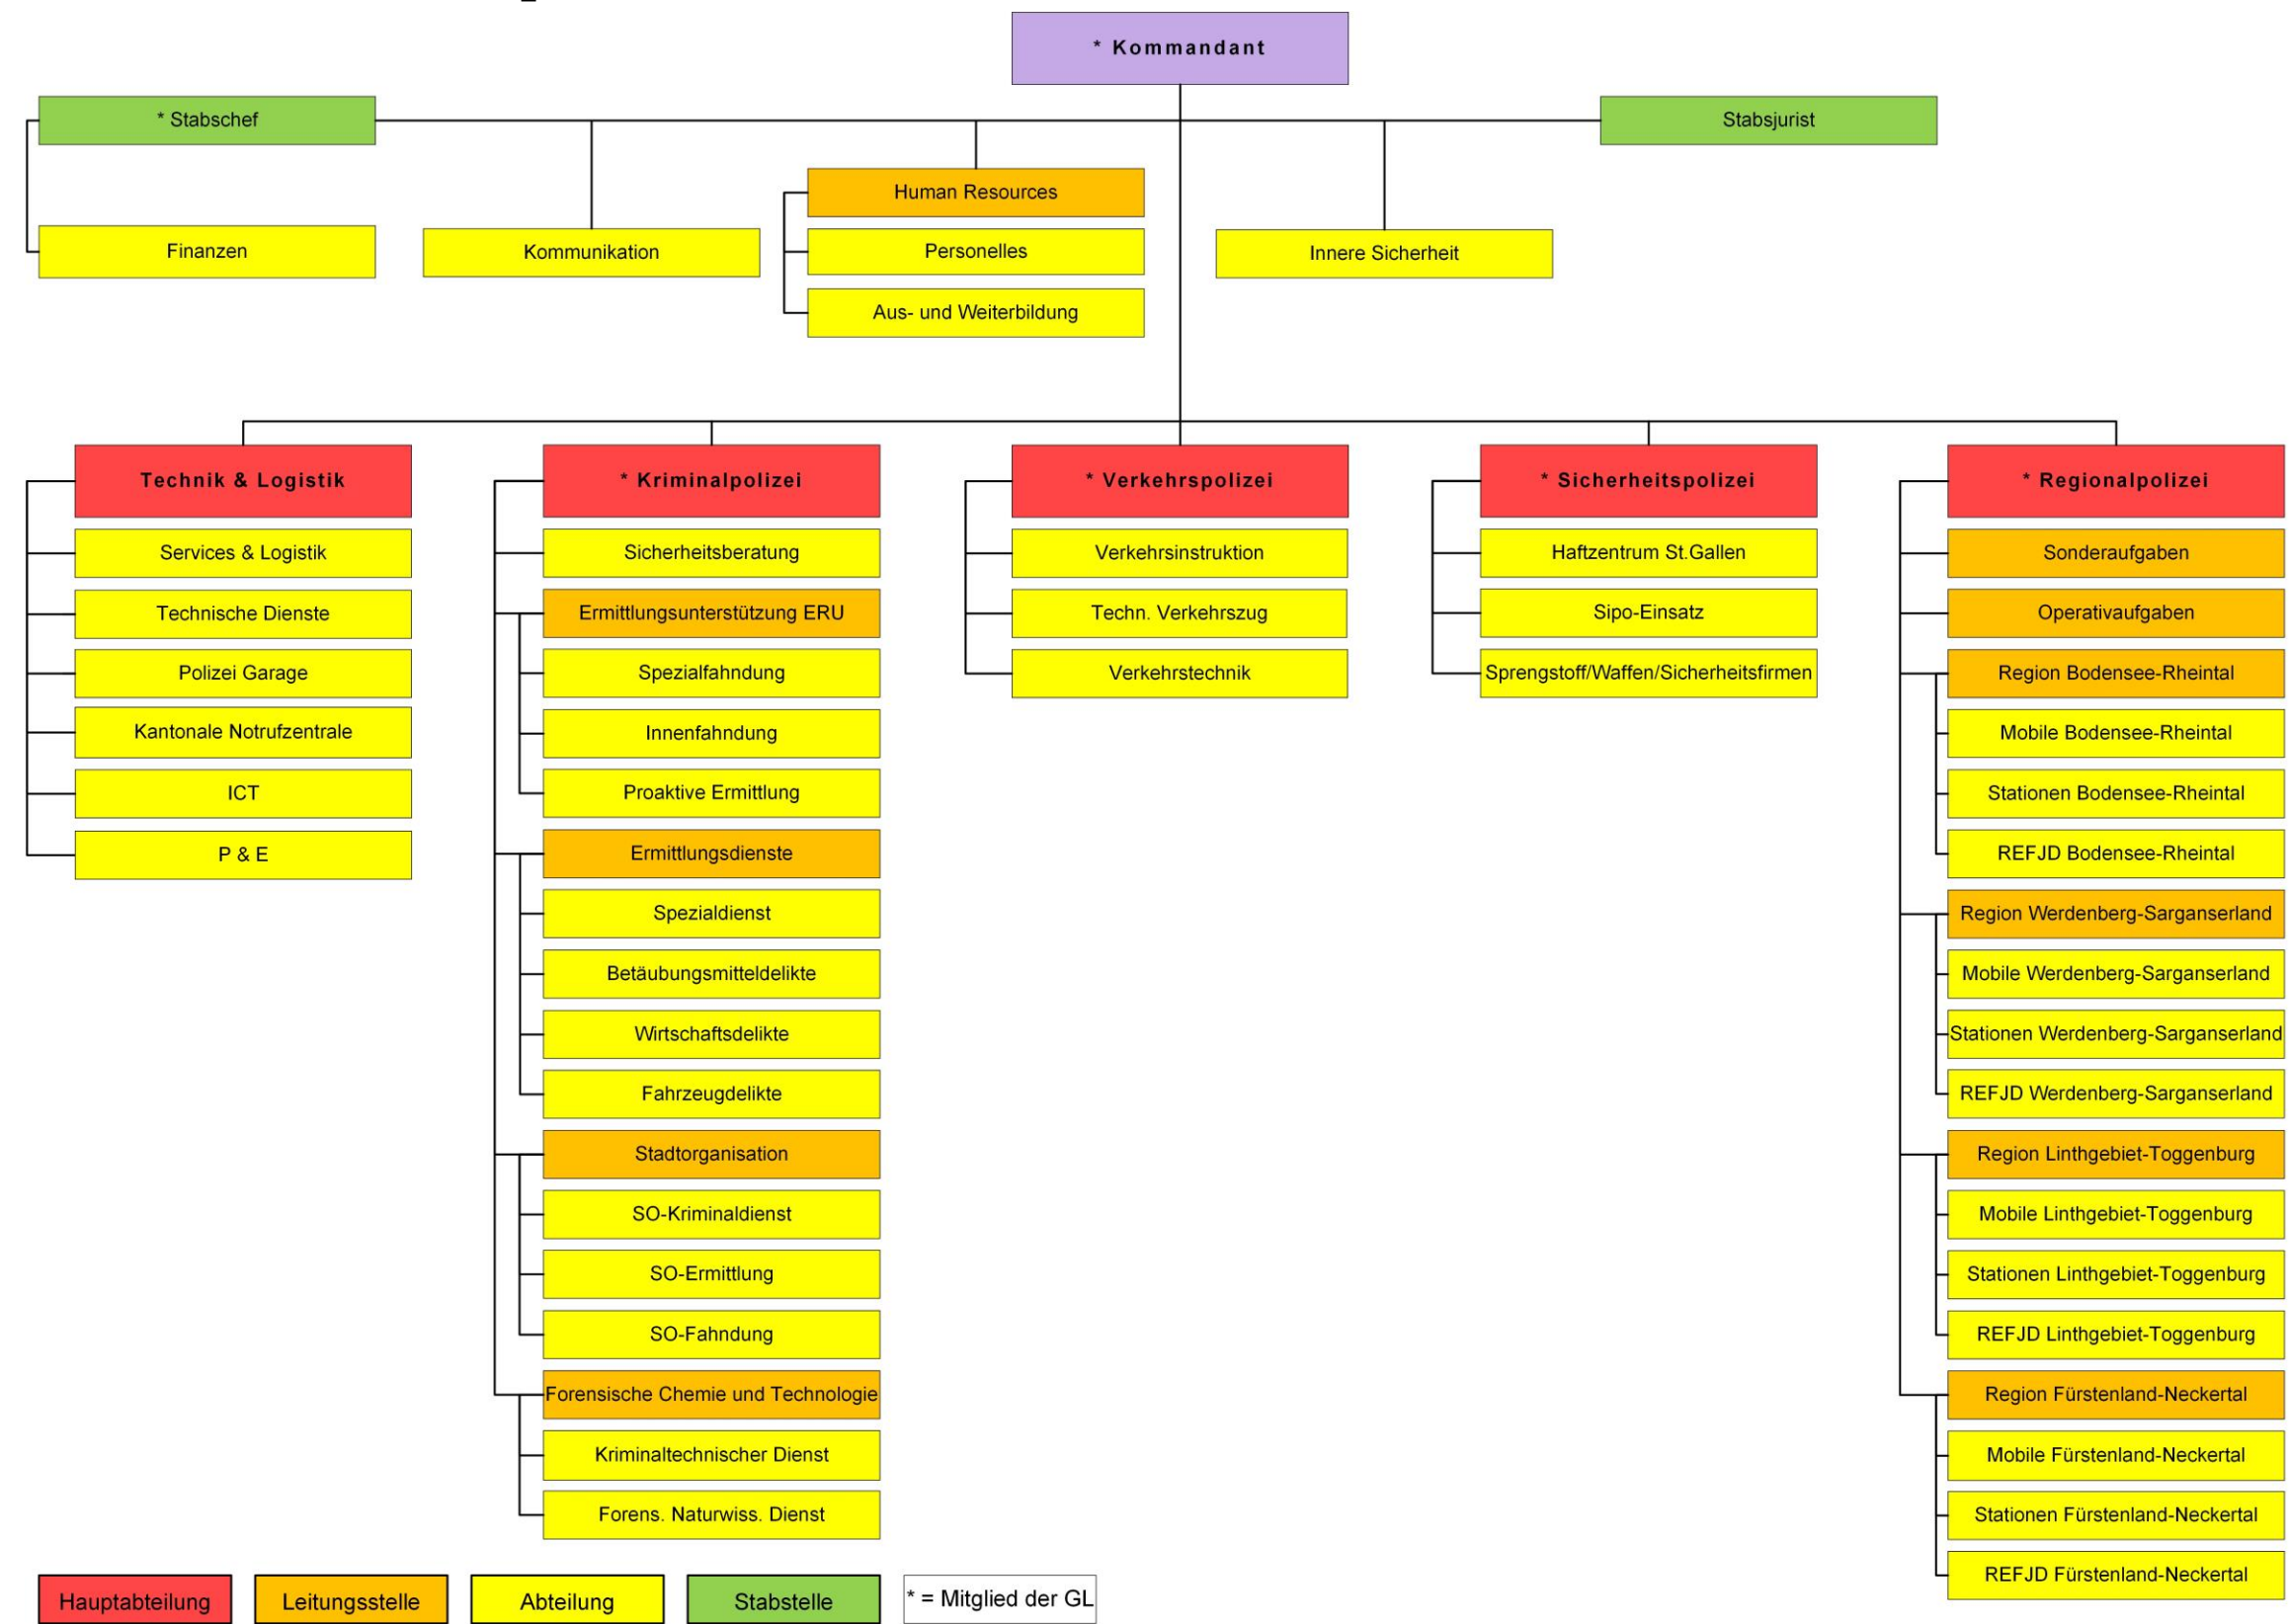 * Kommandant
* Stabschef
Stabsjurist
Human Resources
Finanzen
Kommunikation
Personelles
Innere Sicherheit
Aus- und Weiterbildung
Technik & Logistik
Services & Logistik
Technische Dienste
Polizei Garage
Kantonale Notrufzentrale
ICT
P & E
* Kriminalpolizei
Sicherheitsberatung
Ermittlungsunterstützung ERU
Spezialfahndung
Innenfahndung
Proaktive Ermittlung
Ermittlungsdienste
Spezialdienst
Betäubungsmitteldelikte
Wirtschaftsdelikte
Fahrzeugdelikte
Stadtorganisation
SO-Kriminaldienst
SO-Ermittlung
SO-Fahndung
Forensische Chemie und Technologie
Kriminaltechnischer Dienst
Forens. Naturwiss. Dienst
* Verkehrspolizei
Verkehrsinstruktion
Techn. Verkehrszug
Verkehrstechnik
* Sicherheitspolizei
Haftzentrum St.Gallen
Sipo-Einsatz
Sprengstoff/Waffen/Sicherheitsfirmen
* Regionalpolizei
Sonderaufgaben
Operativaufgaben
Region Bodensee-Rheintal
Mobile Bodensee-Rheintal
Stationen Bodensee-Rheintal
REFJD Bodensee-Rheintal
Region Werdenberg-Sarganserland
Mobile Werdenberg-Sarganserland
Stationen Werdenberg-Sarganserland
REFJD Werdenberg-Sarganserland
Region Linthgebiet-Toggenburg
Mobile Linthgebiet-Toggenburg
Stationen Linthgebiet-Toggenburg
REFJD Linthgebiet-Toggenburg
Region Fürstenland-Neckertal
Mobile Fürstenland-Neckertal
Stationen Fürstenland-Neckertal
REFJD Fürstenland-Neckertal
Hauptabteilung
Leitungsstelle
Abteilung
Stabstelle
* = Mitglied der GL